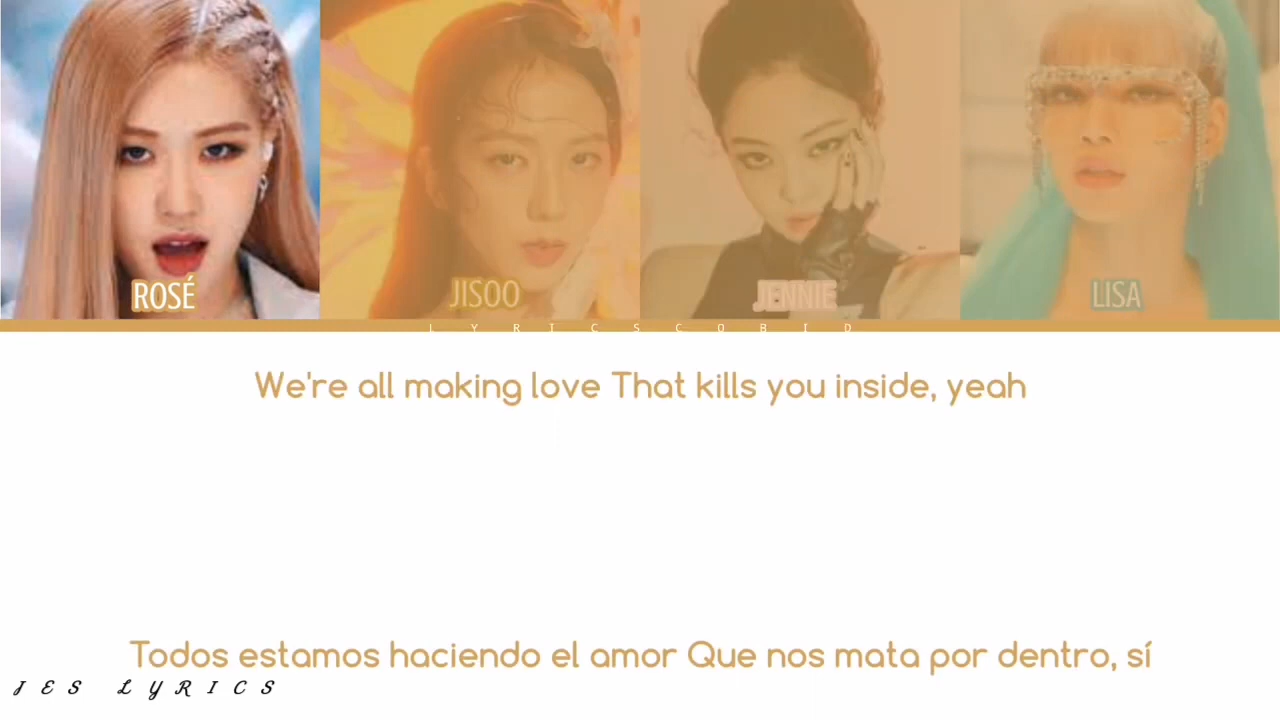 ROSÉ JISOO JENNIE LISA
L Y R I C S C O B I D
We're all making love That kills you inside, yeah
Todos estamos haciendo el amor Que nos mata por dentro, sí
J E S L Y R I C S